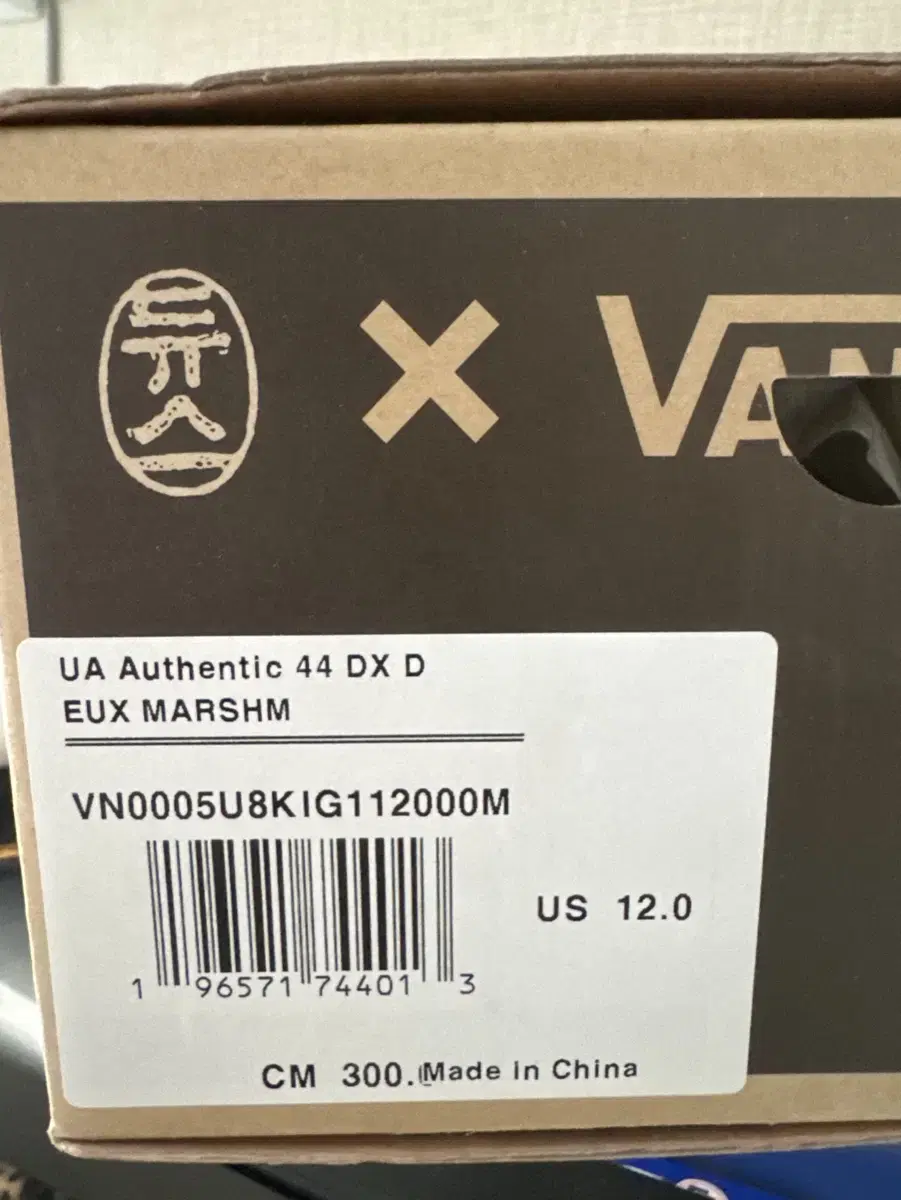 × VAN
UA Authentic 44 DX D
EUX MARSHM
VN0005U8KIG112000M
US 12.0
1 96571 74401 3
CM 300. Made in China